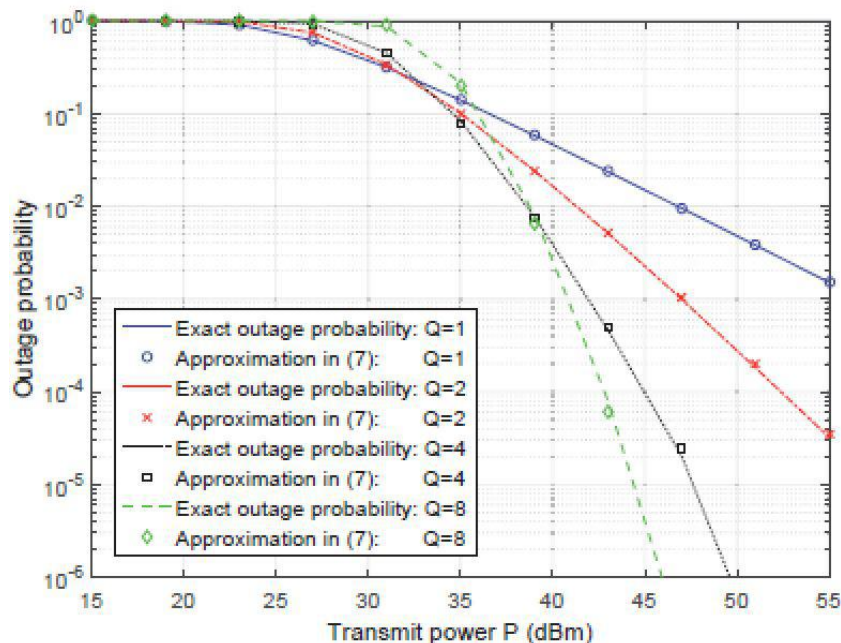 10^0
10^-1
10^-2
10^-3
10^-4
10^-5
10^-6
Outage probability
Exact outage probability: Q=1
Approximation in (7): Q=1
Exact outage probability: Q=2
Approximation in (7): Q=2
Exact outage probability: Q=4
Approximation in (7): Q=4
Exact outage probability: Q=8
Approximation in (7): Q=8
15 20 25 30 35 40 45 50 55
Transmit power P (dBm)